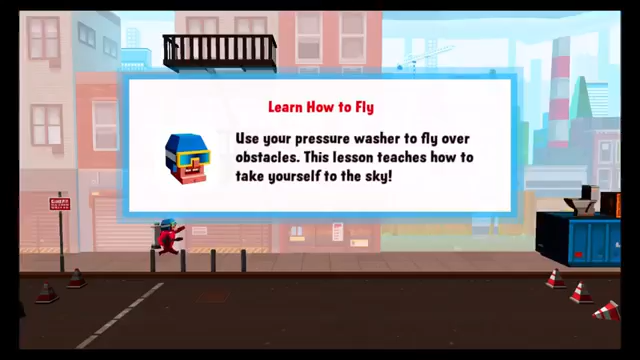 Learn How to Fly
Use your pressure washer to fly over
obstacles. This lesson teaches how to
take yourself to the sky!